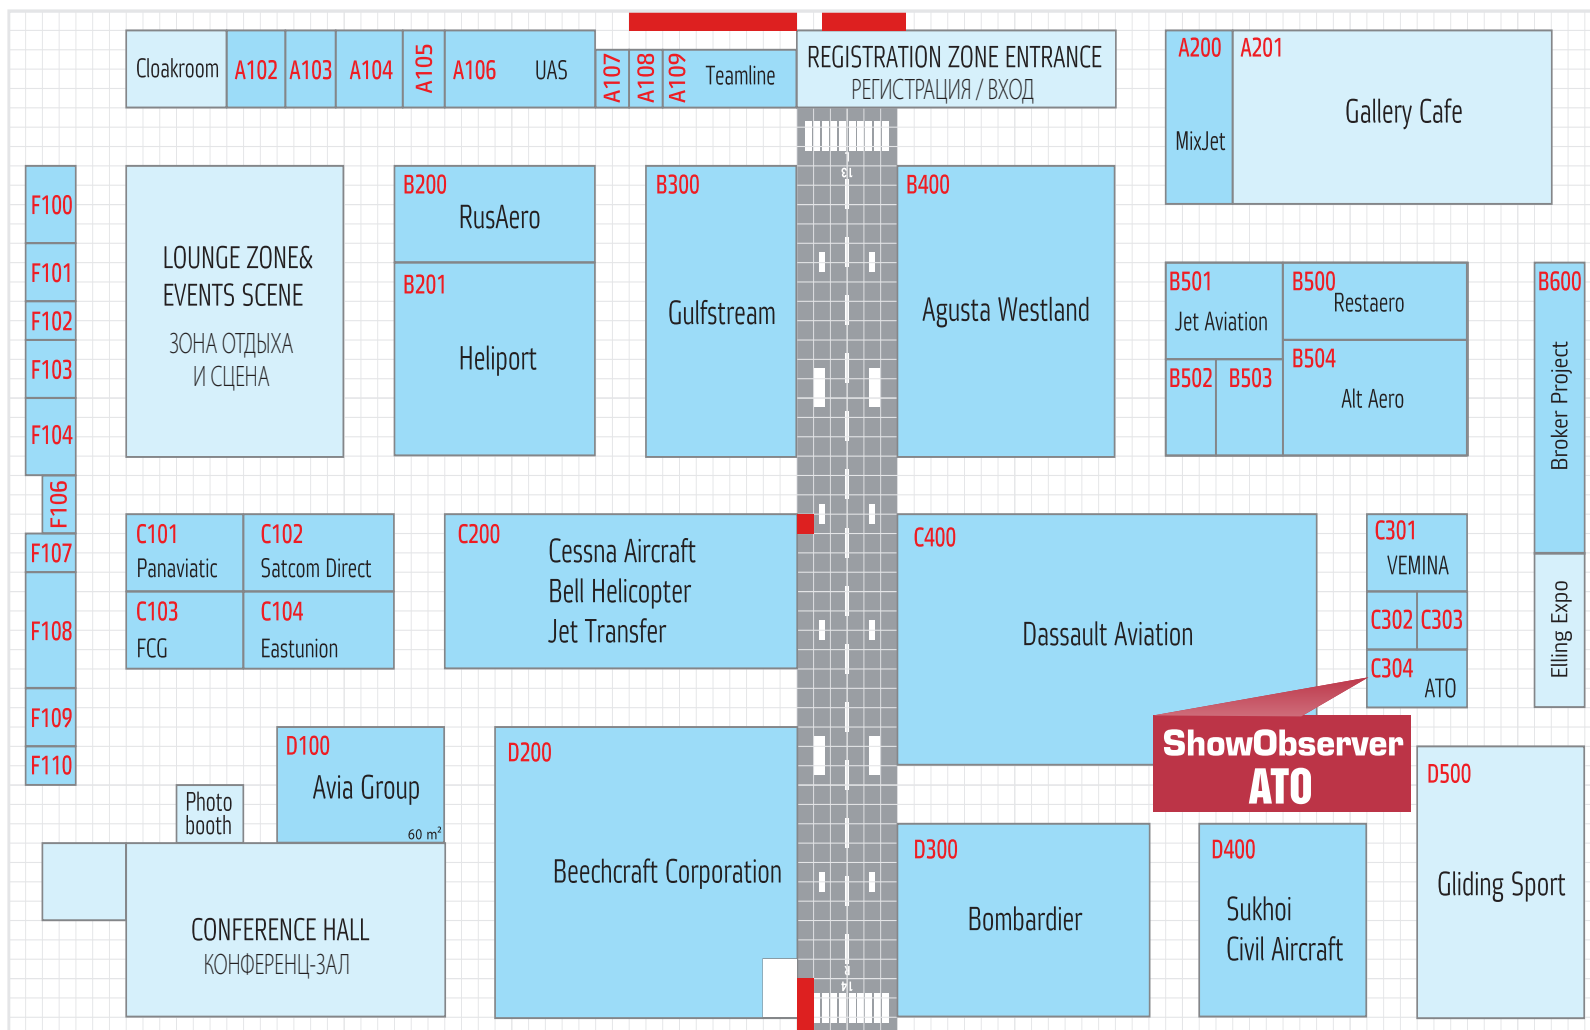 Cloakroom
A102
A103
A104
A105
A106
UAS
A107
A108
A109
Teamline
REGISTRATION ZONE ENTRANCE
РЕГИСТРАЦИЯ / ВХОД
A200
MixJet
A201
Gallery Cafe
F100
F101
F102
F103
F104
F106
F107
F108
F109
F110
LOUNGE ZONE&
EVENTS SCENE
ЗОНА ОТДЫХА
И СЦЕНА
B200
RusAero
B201
Heliport
B300
Gulfstream
13
B400
Agusta Westland
B501
Jet Aviation
B500
Restaero
B502
B503
B504
Alt Aero
B600
Broker Project
Elling Expo
C101
Panaviatic
C102
Satcom Direct
C103
FCG
C104
Eastunion
C200
Cessna Aircraft
Bell Helicopter
Jet Transfer
C400
Dassault Aviation
C301
VEMINA
C302
C303
C304
ATO
ShowObserver
ATO
D100
Avia Group
60 m²
Photo
booth
CONFERENCE HALL
КОНФЕРЕНЦ-ЗАЛ
D200
Beechcraft Corporation
14
D300
Bombardier
D400
Sukhoi
Civil Aircraft
D500
Gliding Sport